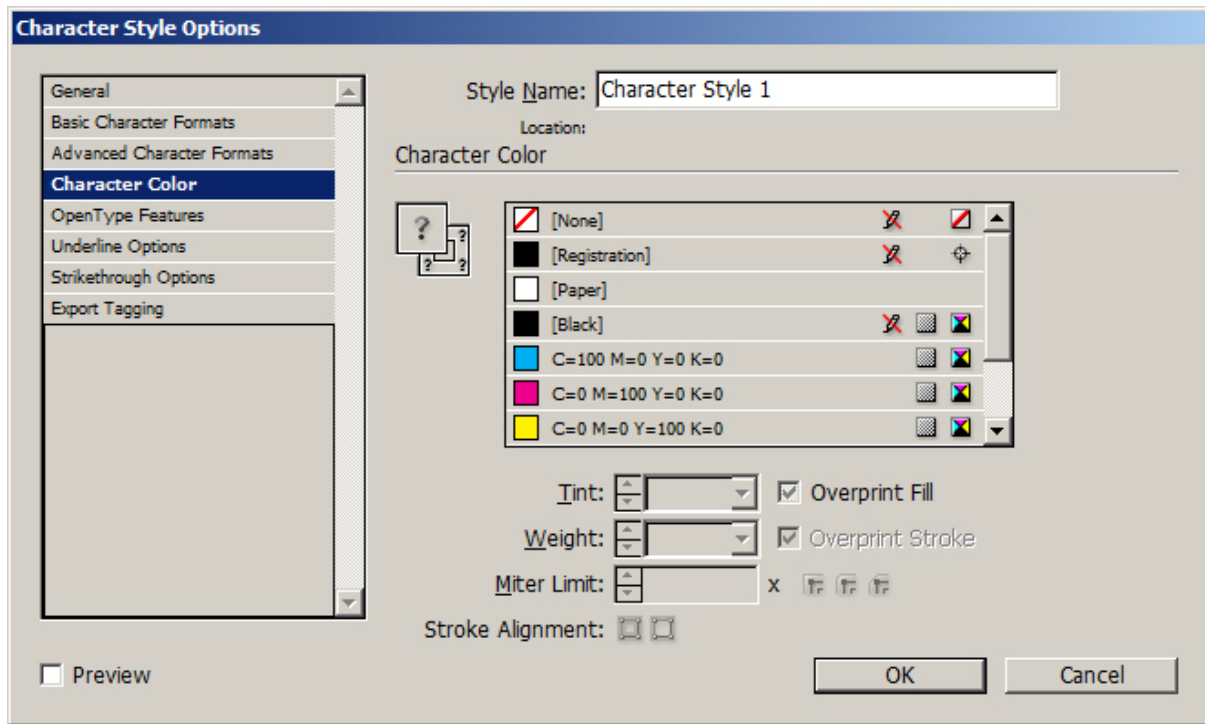 Character Style Options
General
Basic Character Formats
Advanced Character Formats
Character Color
OpenType Features
Underline Options
Strikethrough Options
Export Tagging
Style Name: Character Style 1
Location:
Character Color
? ? ? ?
[None]
[Registration]
[Paper]
[Black]
C=100 M=0 Y=0 K=0
C=0 M=100 Y=0 K=0
C=0 M=0 Y=100 K=0
Tint: Overprint Fill
Weight: Overprint Stroke
Miter Limit: x
Stroke Alignment:
Preview OK Cancel